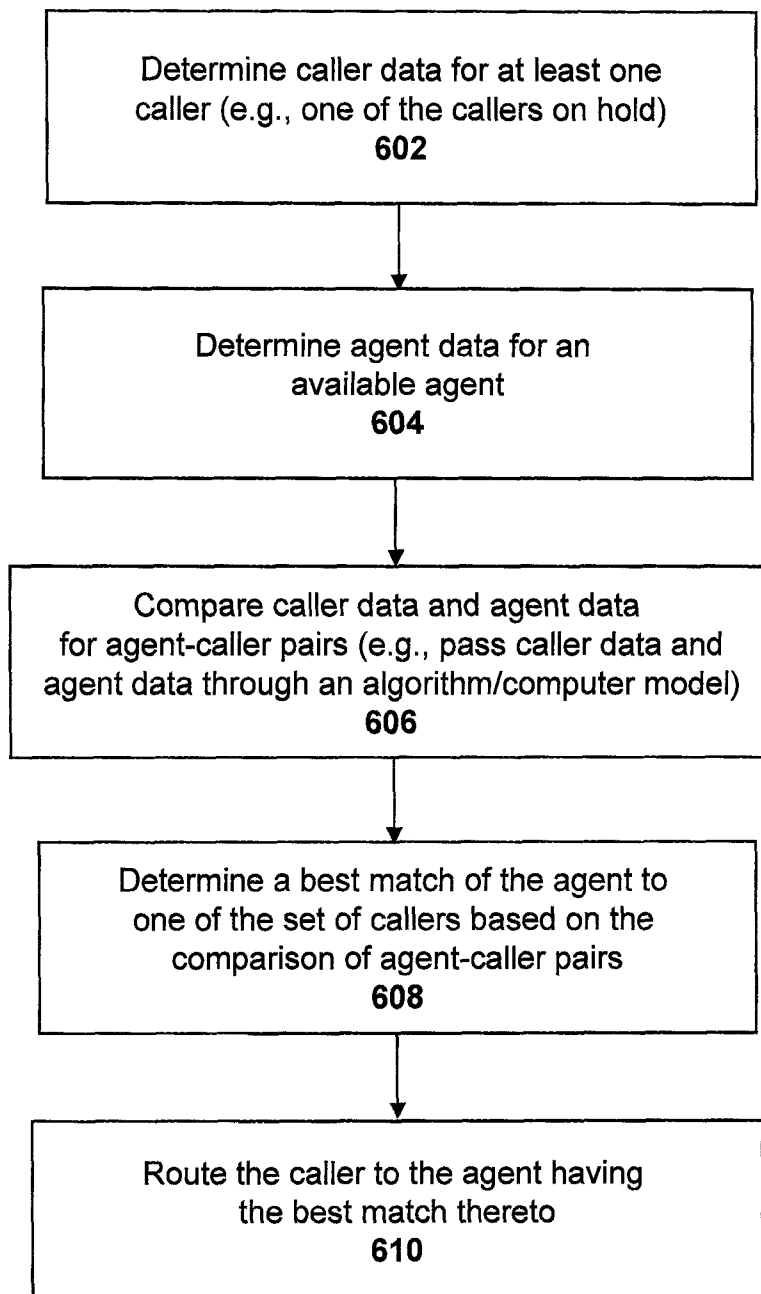 Determine caller data for at least one
caller (e.g., one of the callers on hold)
602
Determine agent data for an
available agent
604
Compare caller data and agent data
for agent-caller pairs (e.g., pass caller data and
agent data through an algorithm/computer model)
606
Determine a best match of the agent to
one of the set of callers based on the
comparison of agent-caller pairs
608
Route the caller to the agent having
the best match thereto
610